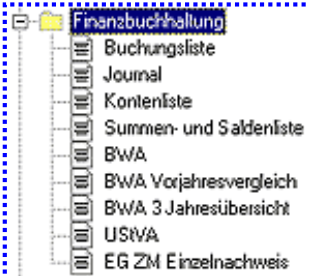 Finanzbuchhaltung
Buchungsliste
Journal
Kontenliste
Summen- und Saldenliste
BWA
BWA Vorjahresvergleich
BWA 3 Jahresübersicht
UStVA
EG ZM Einzelnachweis